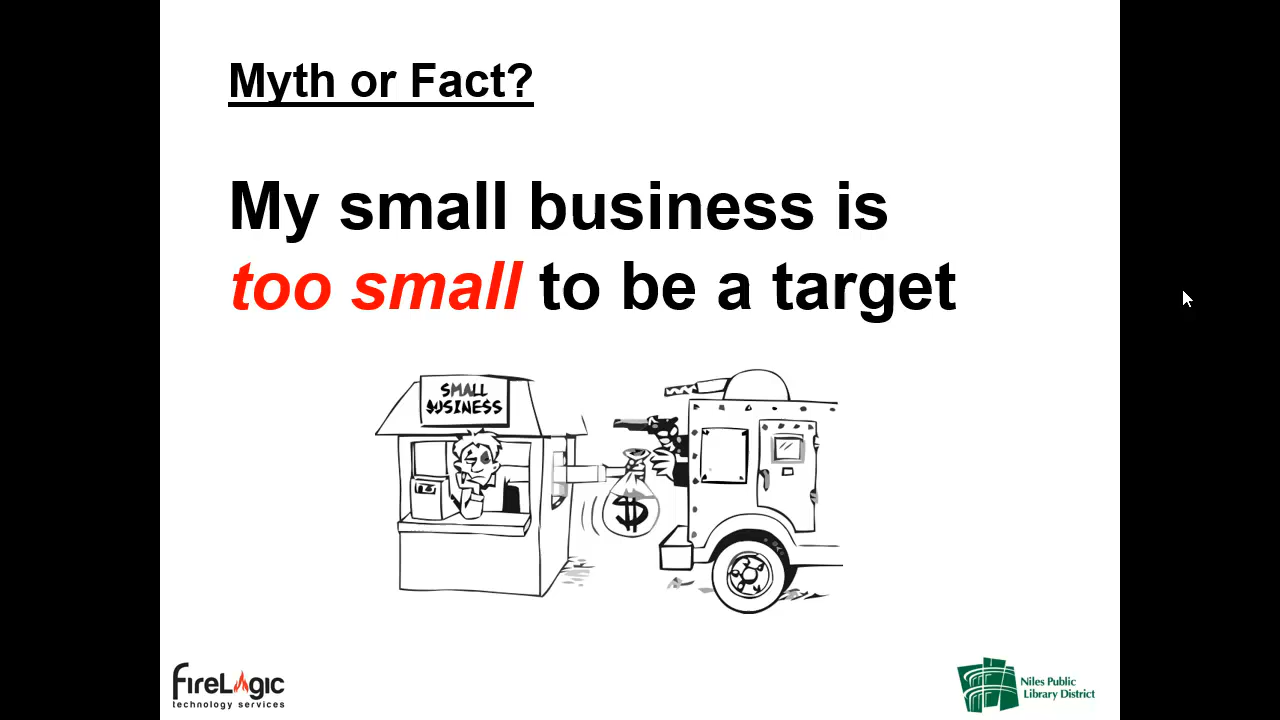 Myth or Fact?
My small business is
too small to be a target
SMALL
BUSINESS
$
FireLogic
technology services
Niles Public
Library District